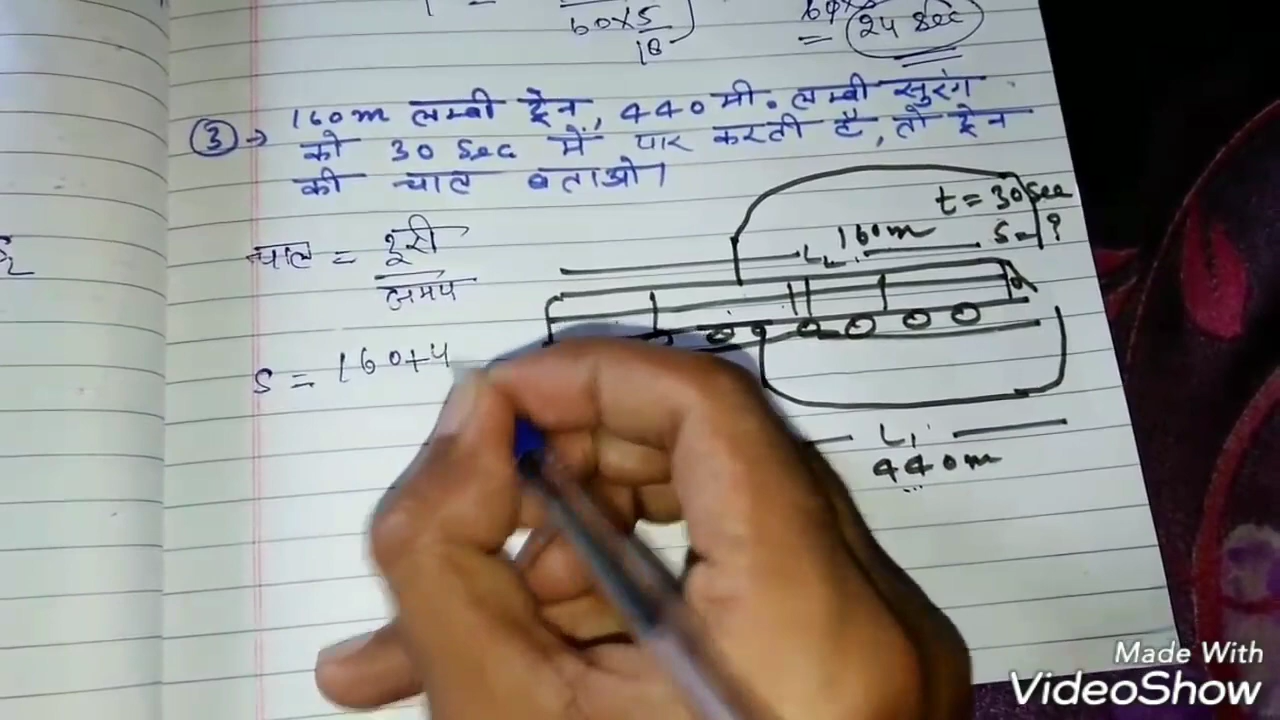 60×5
18
= 24 Sec
③→ 160m लम्बी ट्रेन, 440 मी. लम्बी सुरंग
को 30 Sec में पार करती है, तो ट्रेन
की चाल बताओ।
t = 30 Sec
चाल = दूरी
समय
160m
S = ?
S = 160+4
L1
440m
Made With
VideoShow